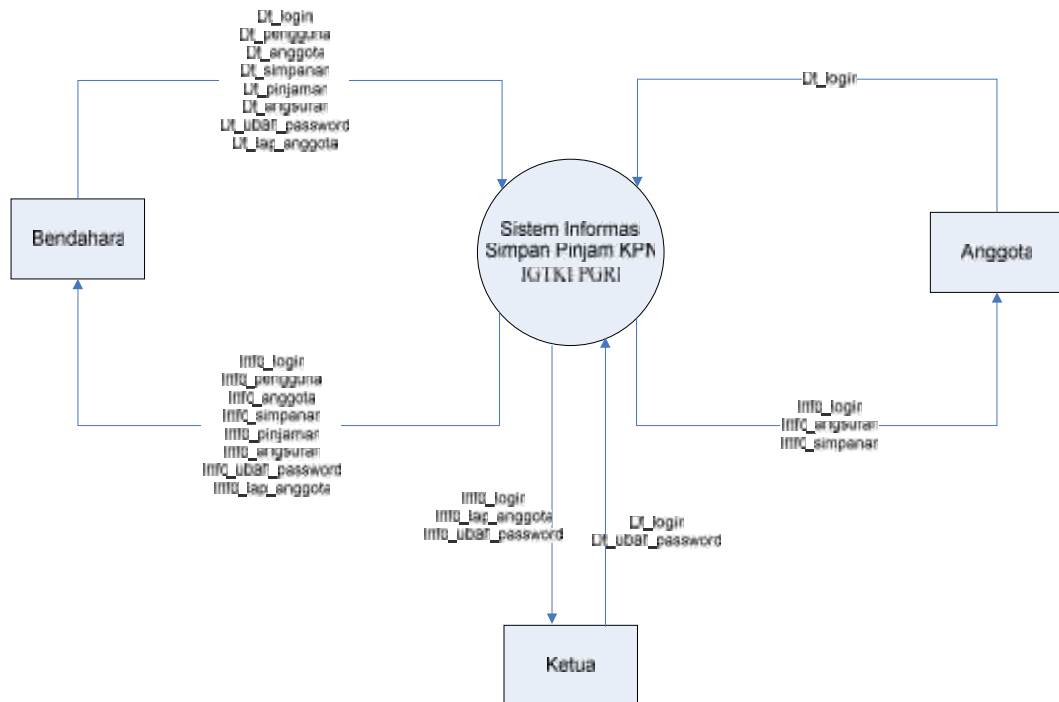 Dt_login
Dt_pengguna
Dt_anggota
Dt_simpanan
Dt_pinjaman
Dt_angsuran
Dt_ubah_password
Dt_lap_anggota
Dt_login
Bendahara
Sistem Informasi
Simpan Pinjam KPN
IGTKI PGRI
Anggota
Info_login
Info_pengguna
Info_anggota
Info_simpanan
Info_pinjaman
Info_angsuran
Info_ubah_password
Info_lap_anggota
Info_login
Info_angsuran
Info_simpanan
Info_login
Info_lap_anggota
Info_ubah_password
Dt_login
Dt_ubah_password
Ketua